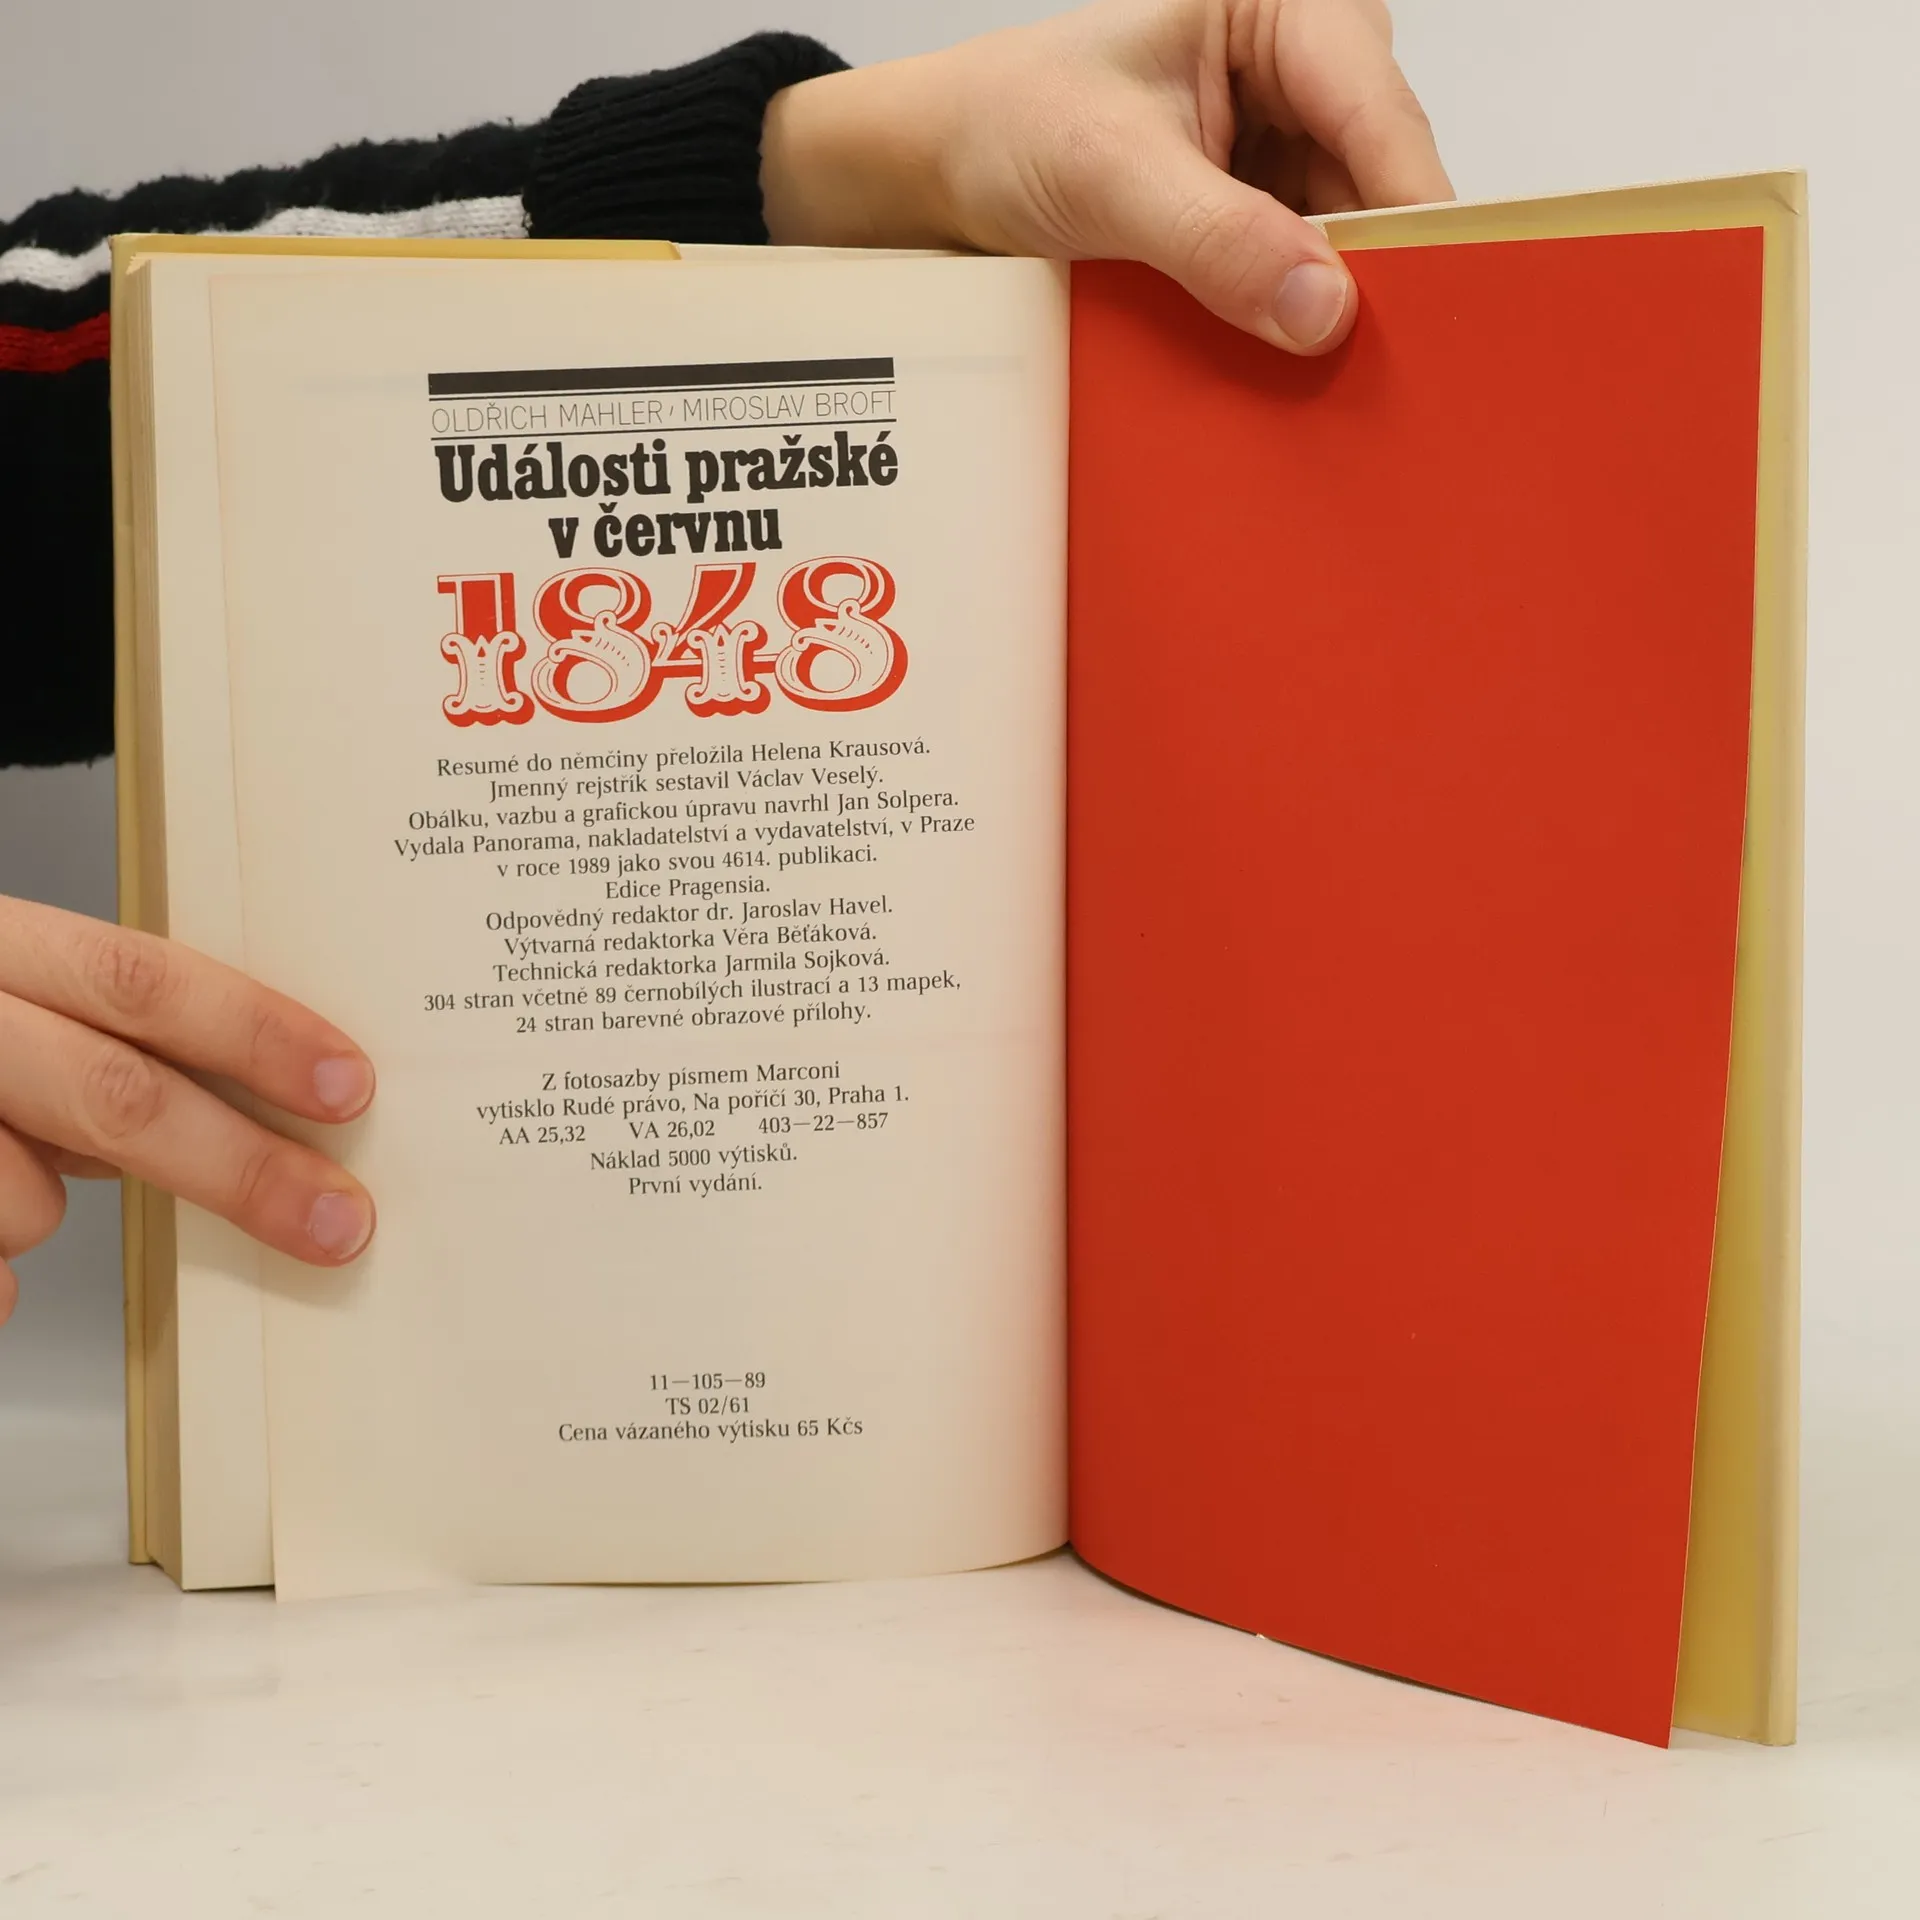 OLDŘICH MAHLER / MIROSLAV BROFT
Události pražské
v červnu
1848
Resumé do němčiny přeložila Helena Krausová.
Jmenný rejstřík sestavil Václav Veselý.
Obálku, vazbu a grafickou úpravu navrhl Jan Solpera.
Vydala Panorama, nakladatelství a vydavatelství, v Praze
v roce 1989 jako svou 4614. publikaci.
Edice Pragensia.
Odpovědný redaktor dr. Jaroslav Havel.
Výtvarná redaktorka Věra Běťáková.
Technická redaktorka Jarmila Sojková.
304 stran včetně 89 černobílých ilustrací a 13 mapek,
24 stran barevné obrazové přílohy.
Z fotosazby písmem Marconi
vytisklo Rudé právo, Na poříčí 30, Praha 1.
AA 25,32 VA 26,02 403—22—857
Náklad 5000 výtisků.
První vydání.
11—105—89
TS 02/61
Cena vázaného výtisku 65 Kčs